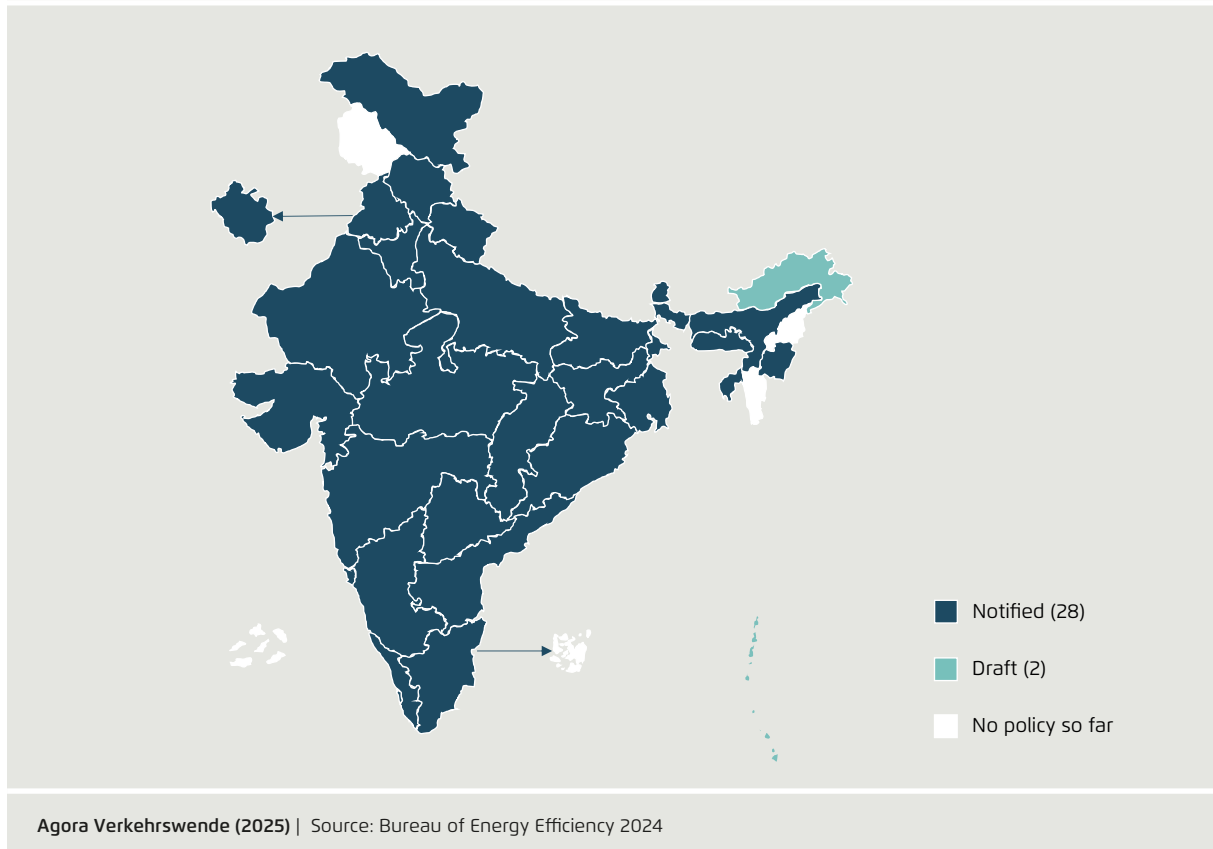 Notified (28)
Draft (2)
No policy so far
Agora Verkehrswende (2025) | Source: Bureau of Energy Efficiency 2024